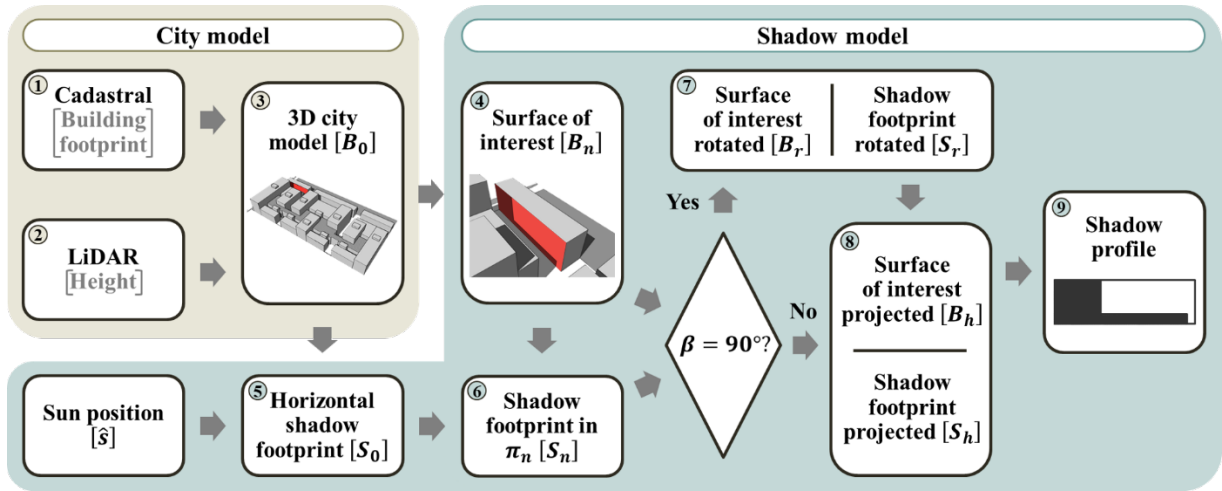 City model
Shadow model
1
Cadastral
[Building
footprint]
2
LiDAR
[Height]
3
3D city
model [B₀]
4
Surface of
interest [Bₙ]
Sun position
[ŝ]
5
Horizontal
shadow
footprint [S₀]
6
Shadow
footprint in
πₙ [Sₙ]
β = 90°?
Yes
No
7
Surface
of interest
rotated [Bᵣ]
Shadow
footprint
rotated [Sᵣ]
8
Surface
of interest
projected [Bₕ]
Shadow
footprint
projected [Sₕ]
9
Shadow
profile